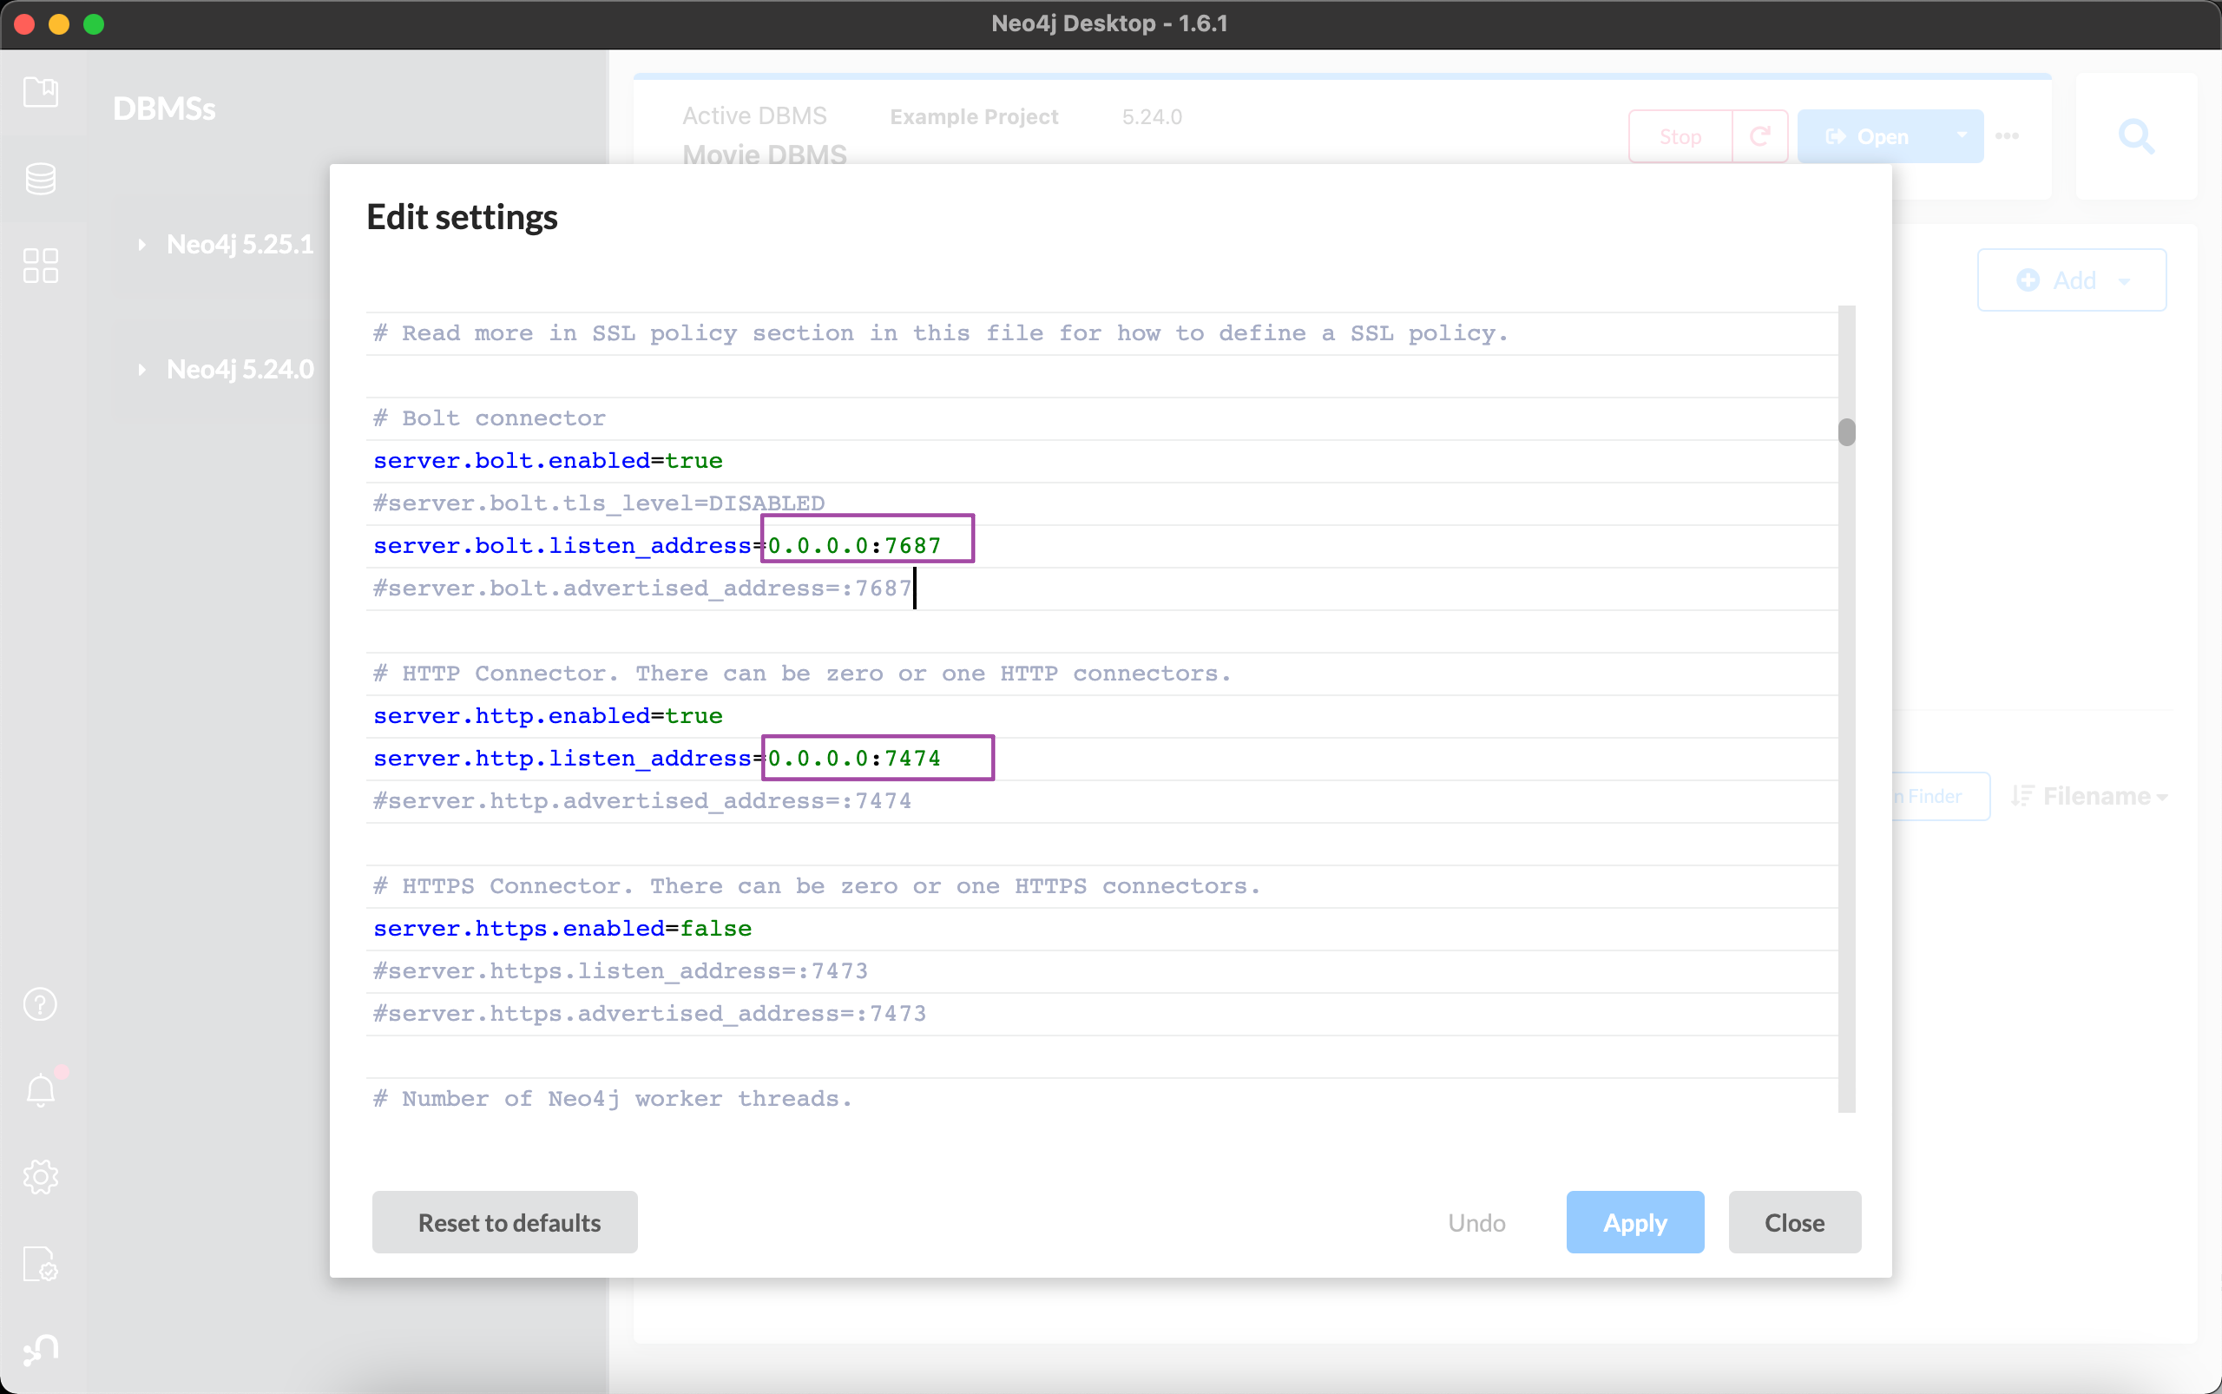 Neo4j Desktop - 1.6.1
DBMSs
Neo4j 5.25.1
Neo4j 5.24.0
Active DBMS
Example Project
5.24.0
Movie DBMS
Stop
Open
Add
n Finder
Filename
Edit settings
# Read more in SSL policy section in this file for how to define a SSL policy.
# Bolt connector
server.bolt.enabled=true
#server.bolt.tls_level=DISABLED
server.bolt.listen_address=0.0.0.0:7687
#server.bolt.advertised_address=:7687
# HTTP Connector. There can be zero or one HTTP connectors.
server.http.enabled=true
server.http.listen_address=0.0.0.0:7474
#server.http.advertised_address=:7474
# HTTPS Connector. There can be zero or one HTTPS connectors.
server.https.enabled=false
#server.https.listen_address=:7473
#server.https.advertised_address=:7473
# Number of Neo4j worker threads.
Reset to defaults
Undo
Apply
Close